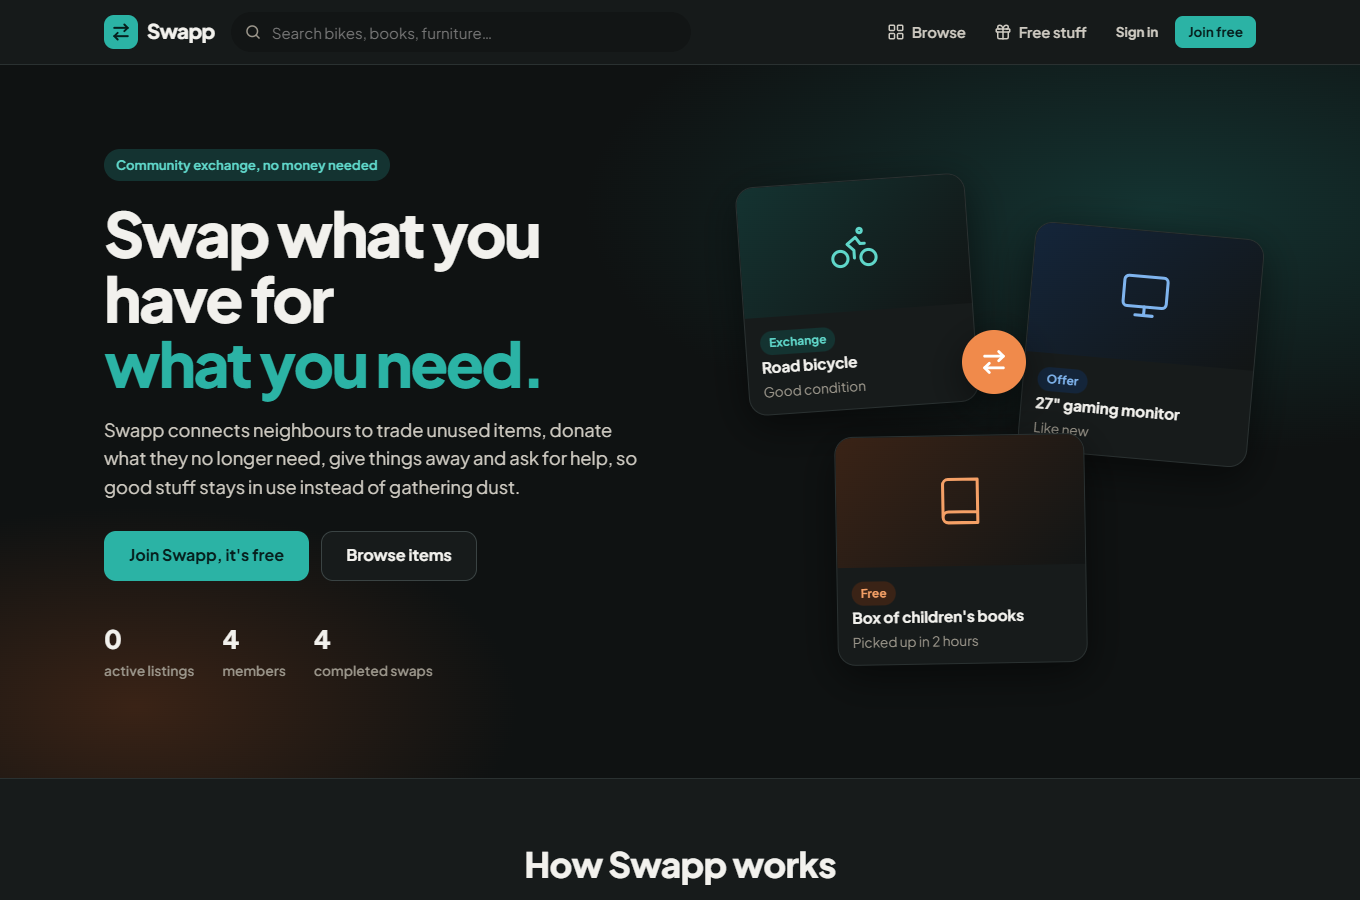 Swapp
Search bikes, books, furniture...
Browse
Free stuff
Sign in
Join free
Community exchange, no money needed
Swap what you
have for
what you need.
Swapp connects neighbours to trade unused items, donate
what they no longer need, give things away and ask for help, so
good stuff stays in use instead of gathering dust.
Join Swapp, it's free
Browse items
0
active listings
4
members
4
completed swaps
Exchange
Road bicycle
Good condition
Offer
27" gaming monitor
Like new
Free
Box of children's books
Picked up in 2 hours
How Swapp works